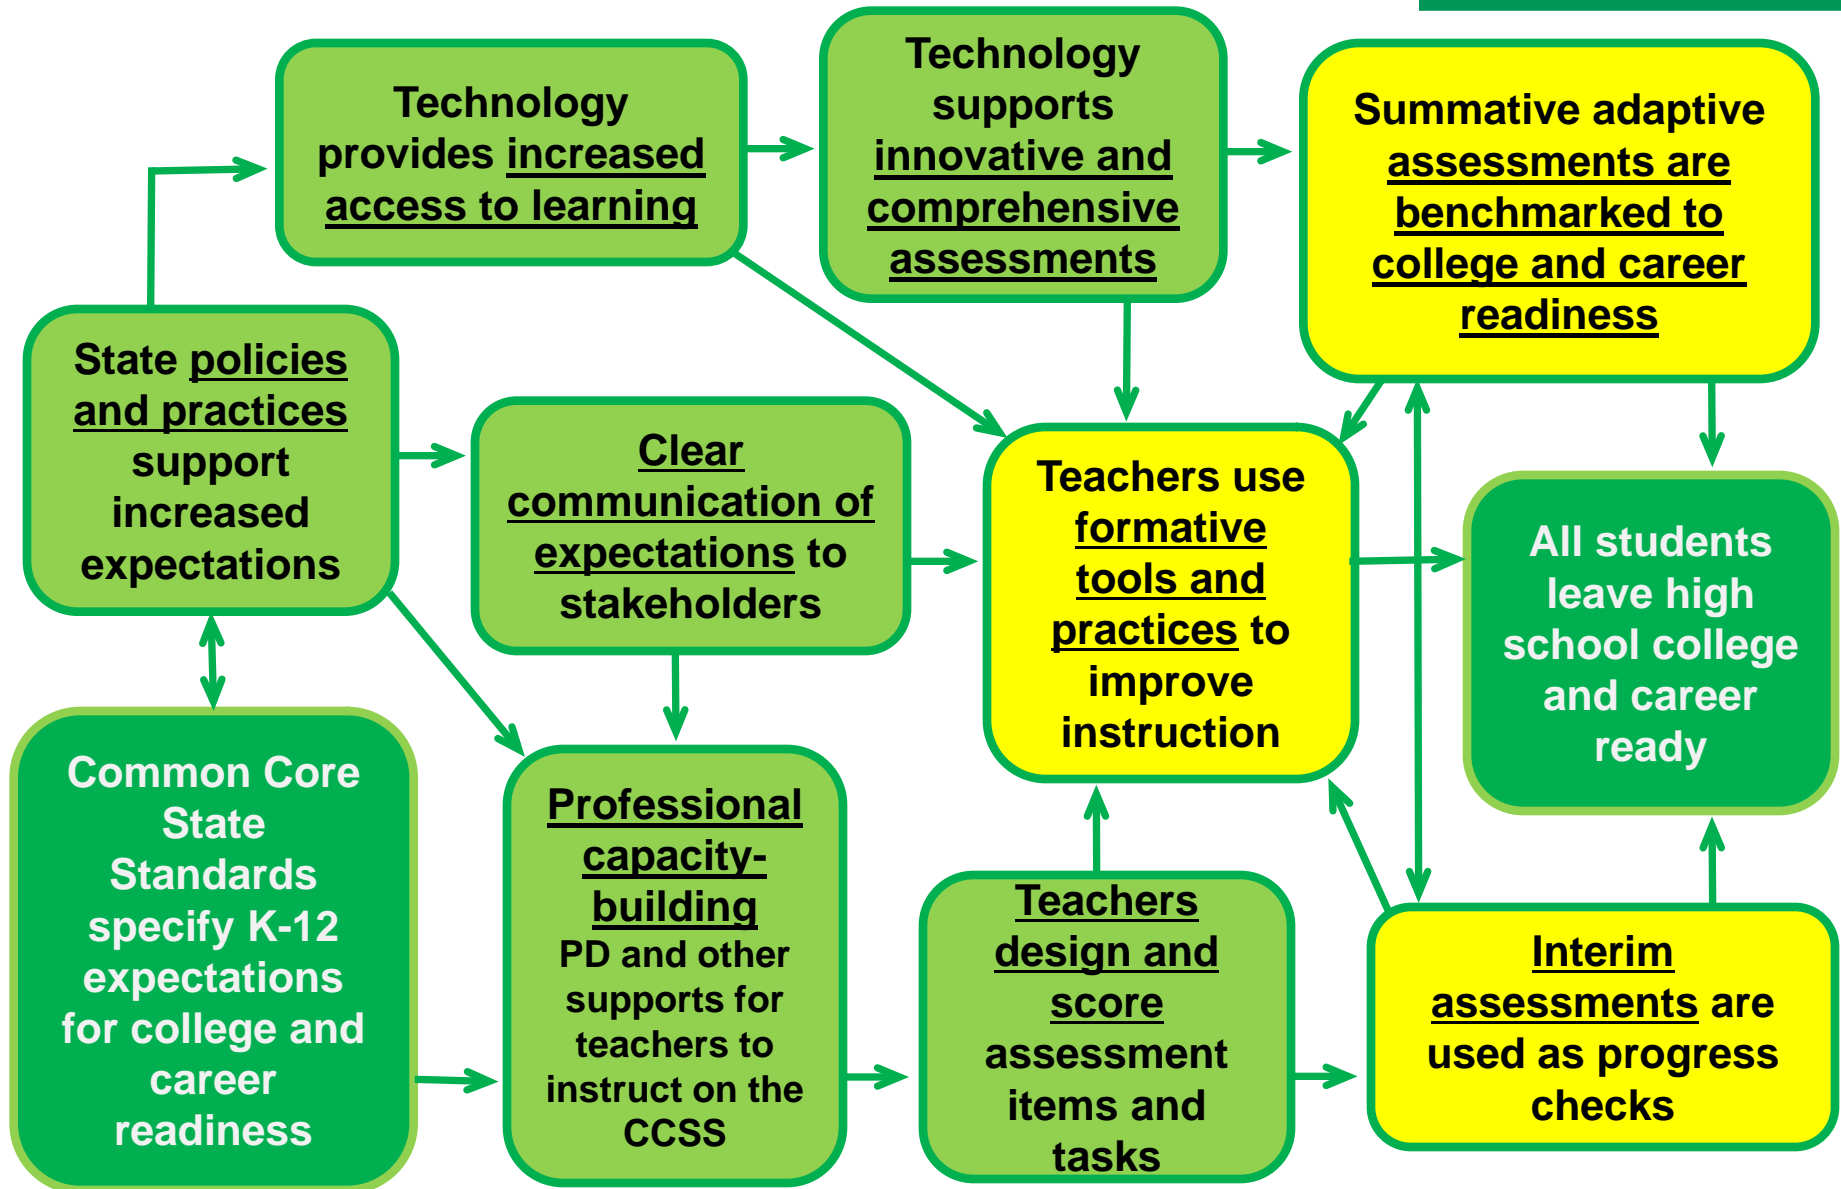 Technology
provides increased
access to learning
Technology
supports
innovative and
comprehensive
assessments
Summative adaptive
assessments are
benchmarked to
college and career
readiness
State policies
and practices
support
increased
expectations
Clear
communication of
expectations to
stakeholders
Teachers use
formative
tools and
practices to
improve
instruction
All students
leave high
school college
and career
ready
Common Core
State
Standards
specify K-12
expectations
for college and
career
readiness
Professional
capacity-
building
PD and other
supports for
teachers to
instruct on the
CCSS
Teachers
design and
score
assessment
items and
tasks
Interim
assessments are
used as progress
checks